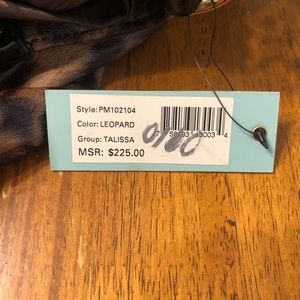 Style: PM102104
Color: LEOPARD
Group: TALISSA
MSR: $225.00